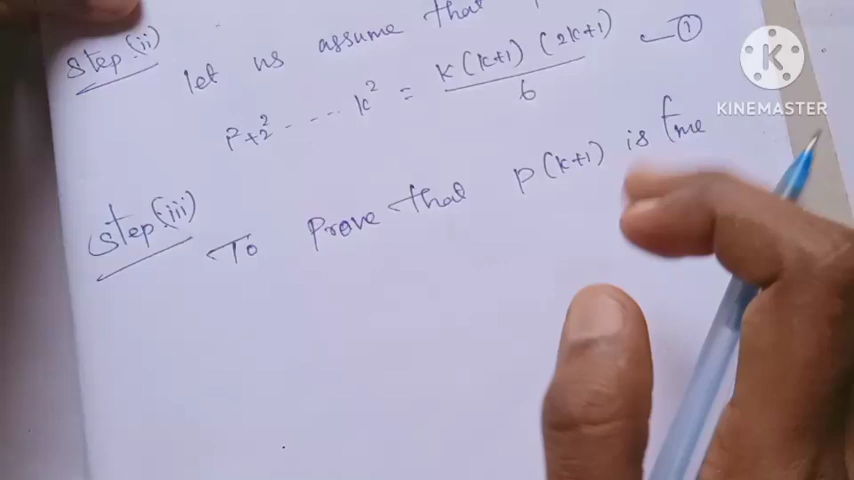 step.(ii)
let us assume that
1²+2² ..... k² = k(k+1)(2k+1)/6 — ①
step.(iii)
To prove that p(k+1) is true
KINEMASTER